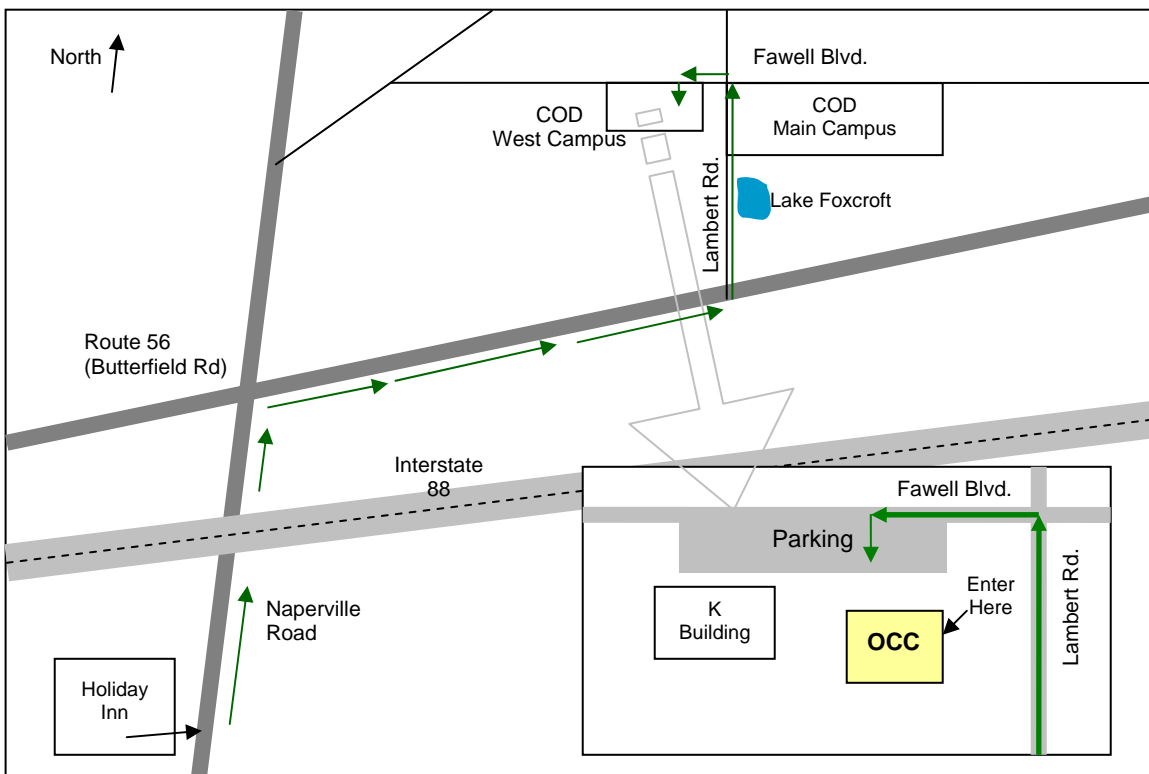 North
Fawell Blvd.
COD
West Campus
COD
Main Campus
Lambert Rd.
Lake Foxcroft
Route 56
(Butterfield Rd)
Interstate
88
Naperville
Road
Holiday
Inn
Fawell Blvd.
Parking
K
Building
OCC
Enter
Here
Lambert Rd.